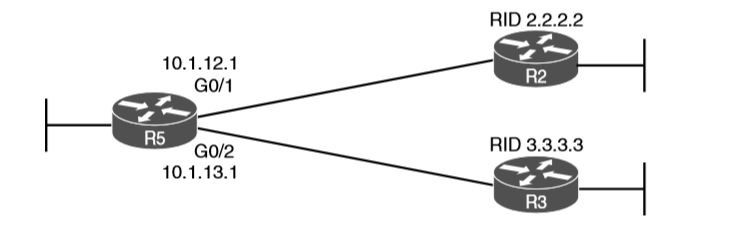 RID 2.2.2.2
10.1.12.1
G0/1
R2
R5
G0/2
10.1.13.1
RID 3.3.3.3
R3